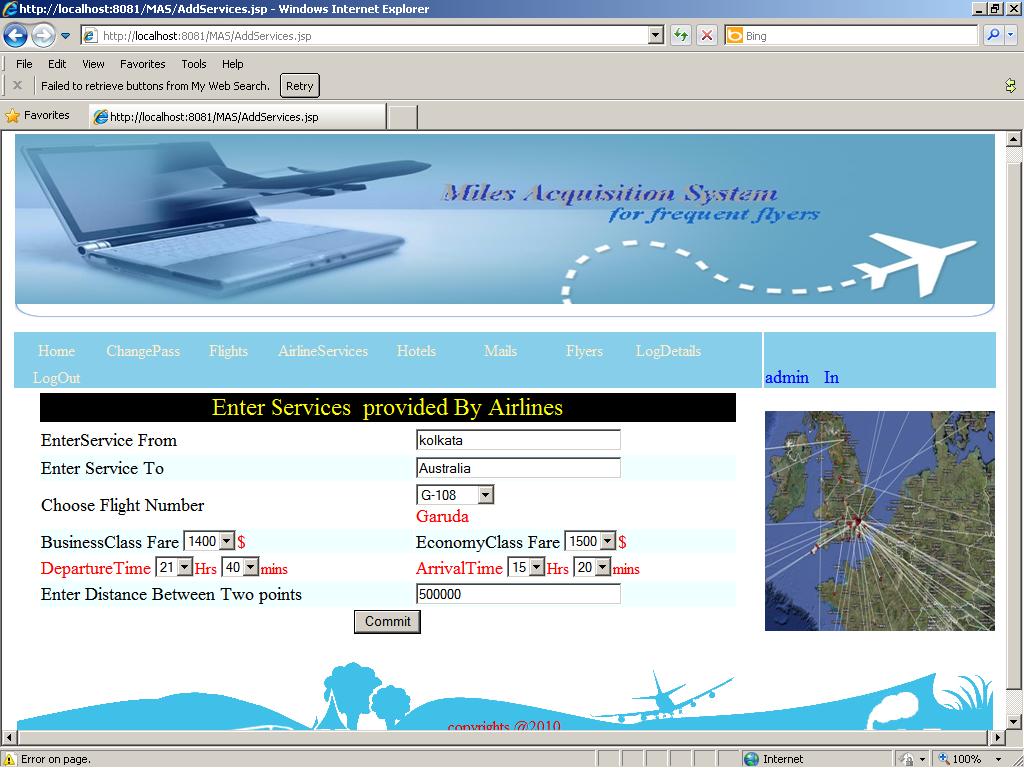 http://localhost:8081/MAS/AddServices.jsp - Windows Internet Explorer
http://localhost:8081/MAS/AddServices.jsp Bing
File Edit View Favorites Tools Help
Failed to retrieve buttons from My Web Search. Retry
Favorites http://localhost:8081/MAS/AddServices.jsp
Miles Acquisition System
for frequent flyers
Home ChangePass Flights AirlineServices Hotels Mails Flyers LogDetails
LogOut admin In
Enter Services provided By Airlines
EnterService From kolkata
Enter Service To Australia
Choose Flight Number G-108
Garuda
BusinessClass Fare 1400 $ EconomyClass Fare 1500 $
DepartureTime 21 Hrs 40 mins ArrivalTime 15 Hrs 20 mins
Enter Distance Between Two points 500000
Commit
copyrights @2010
Error on page. Internet 100%